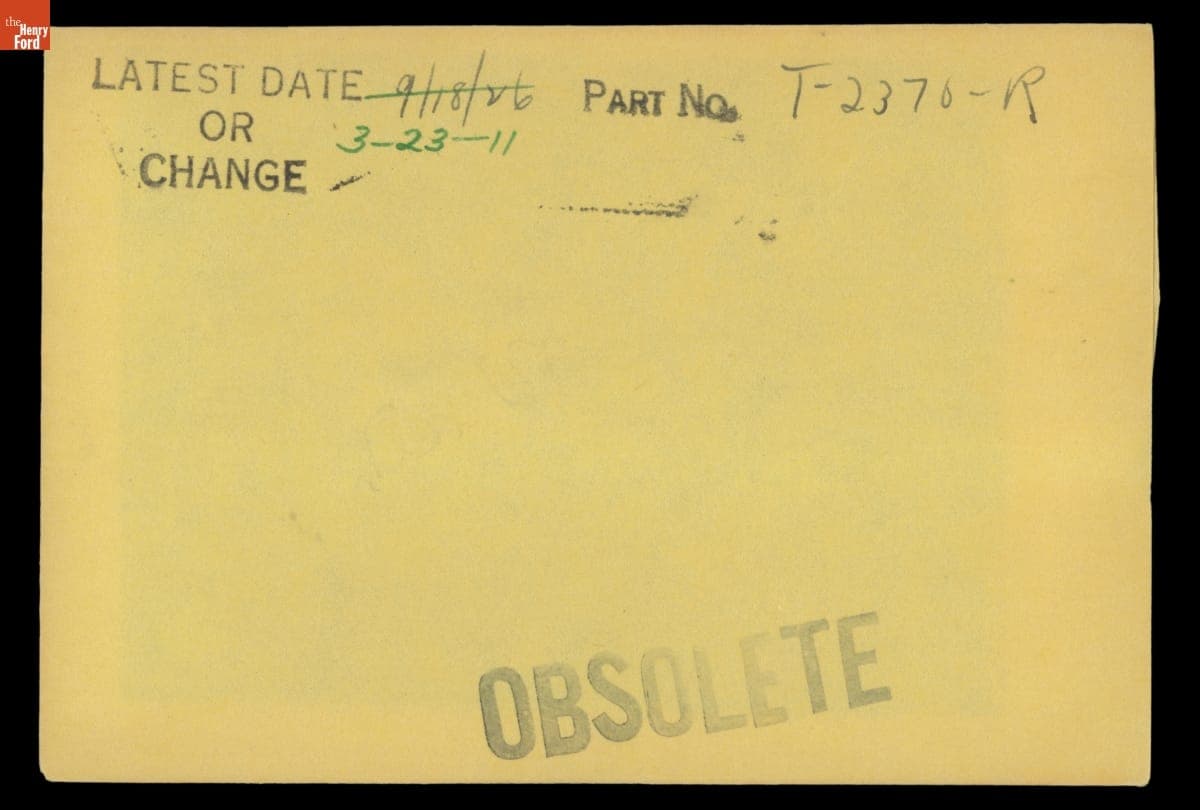 the
Henry
Ford
LATEST DATE 9/18/26 PART No. T-2370-R
OR 3-23-11
CHANGE
OBSOLETE